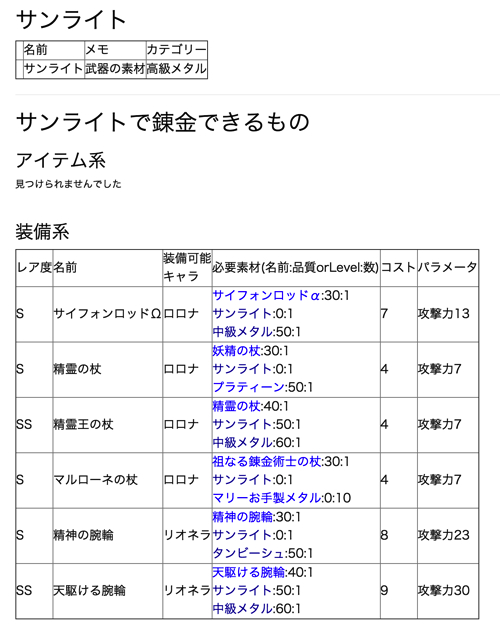 サンライト
名前 メモ カテゴリー
サンライト 武器の素材 高級メタル
サンライトで錬金できるもの
アイテム系
見つけられませんでした
装備系
レア度 名前 装備可能キャラ 必要素材(名前:品質orLevel:数) コスト パラメータ
S サイフォンロッドΩ ロロナ サイフォンロッドα:30:1
サンライト:0:1
中級メタル:50:1 7 攻撃力13
S 精霊の杖 ロロナ 妖精の杖:30:1
サンライト:0:1
プラティーン:50:1 4 攻撃力7
SS 精霊王の杖 ロロナ 精霊の杖:40:1
サンライト:50:1
中級メタル:60:1 4 攻撃力7
S マルローネの杖 ロロナ 祖なる錬金術士の杖:30:1
サンライト:0:1
マリーお手製メタル:0:10 4 攻撃力7
S 精神の腕輪 リオネラ 精神の腕輪:30:1
サンライト:0:1
タンビーシュ:50:1 8 攻撃力23
SS 天駆ける腕輪 リオネラ 天駆ける腕輪:40:1
サンライト:50:1
中級メタル:60:1 9 攻撃力30